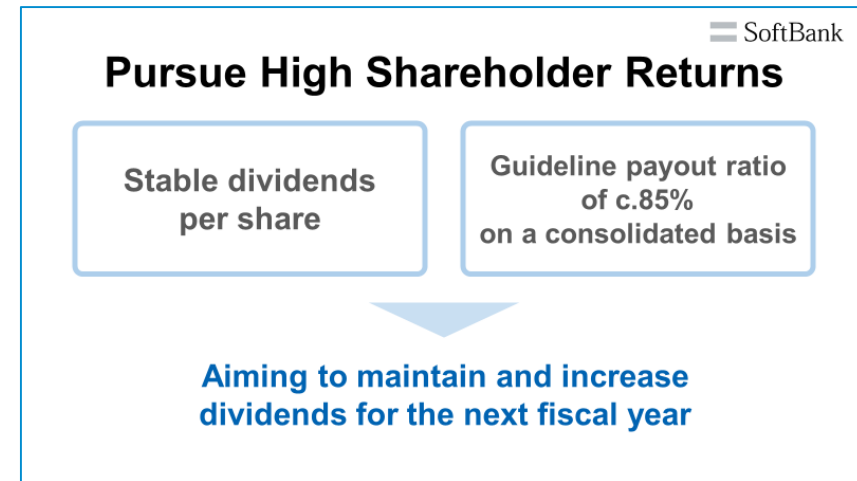 SoftBank
Pursue High Shareholder Returns
Stable dividends
per share
Guideline payout ratio
of c.85%
on a consolidated basis
Aiming to maintain and increase
dividends for the next fiscal year